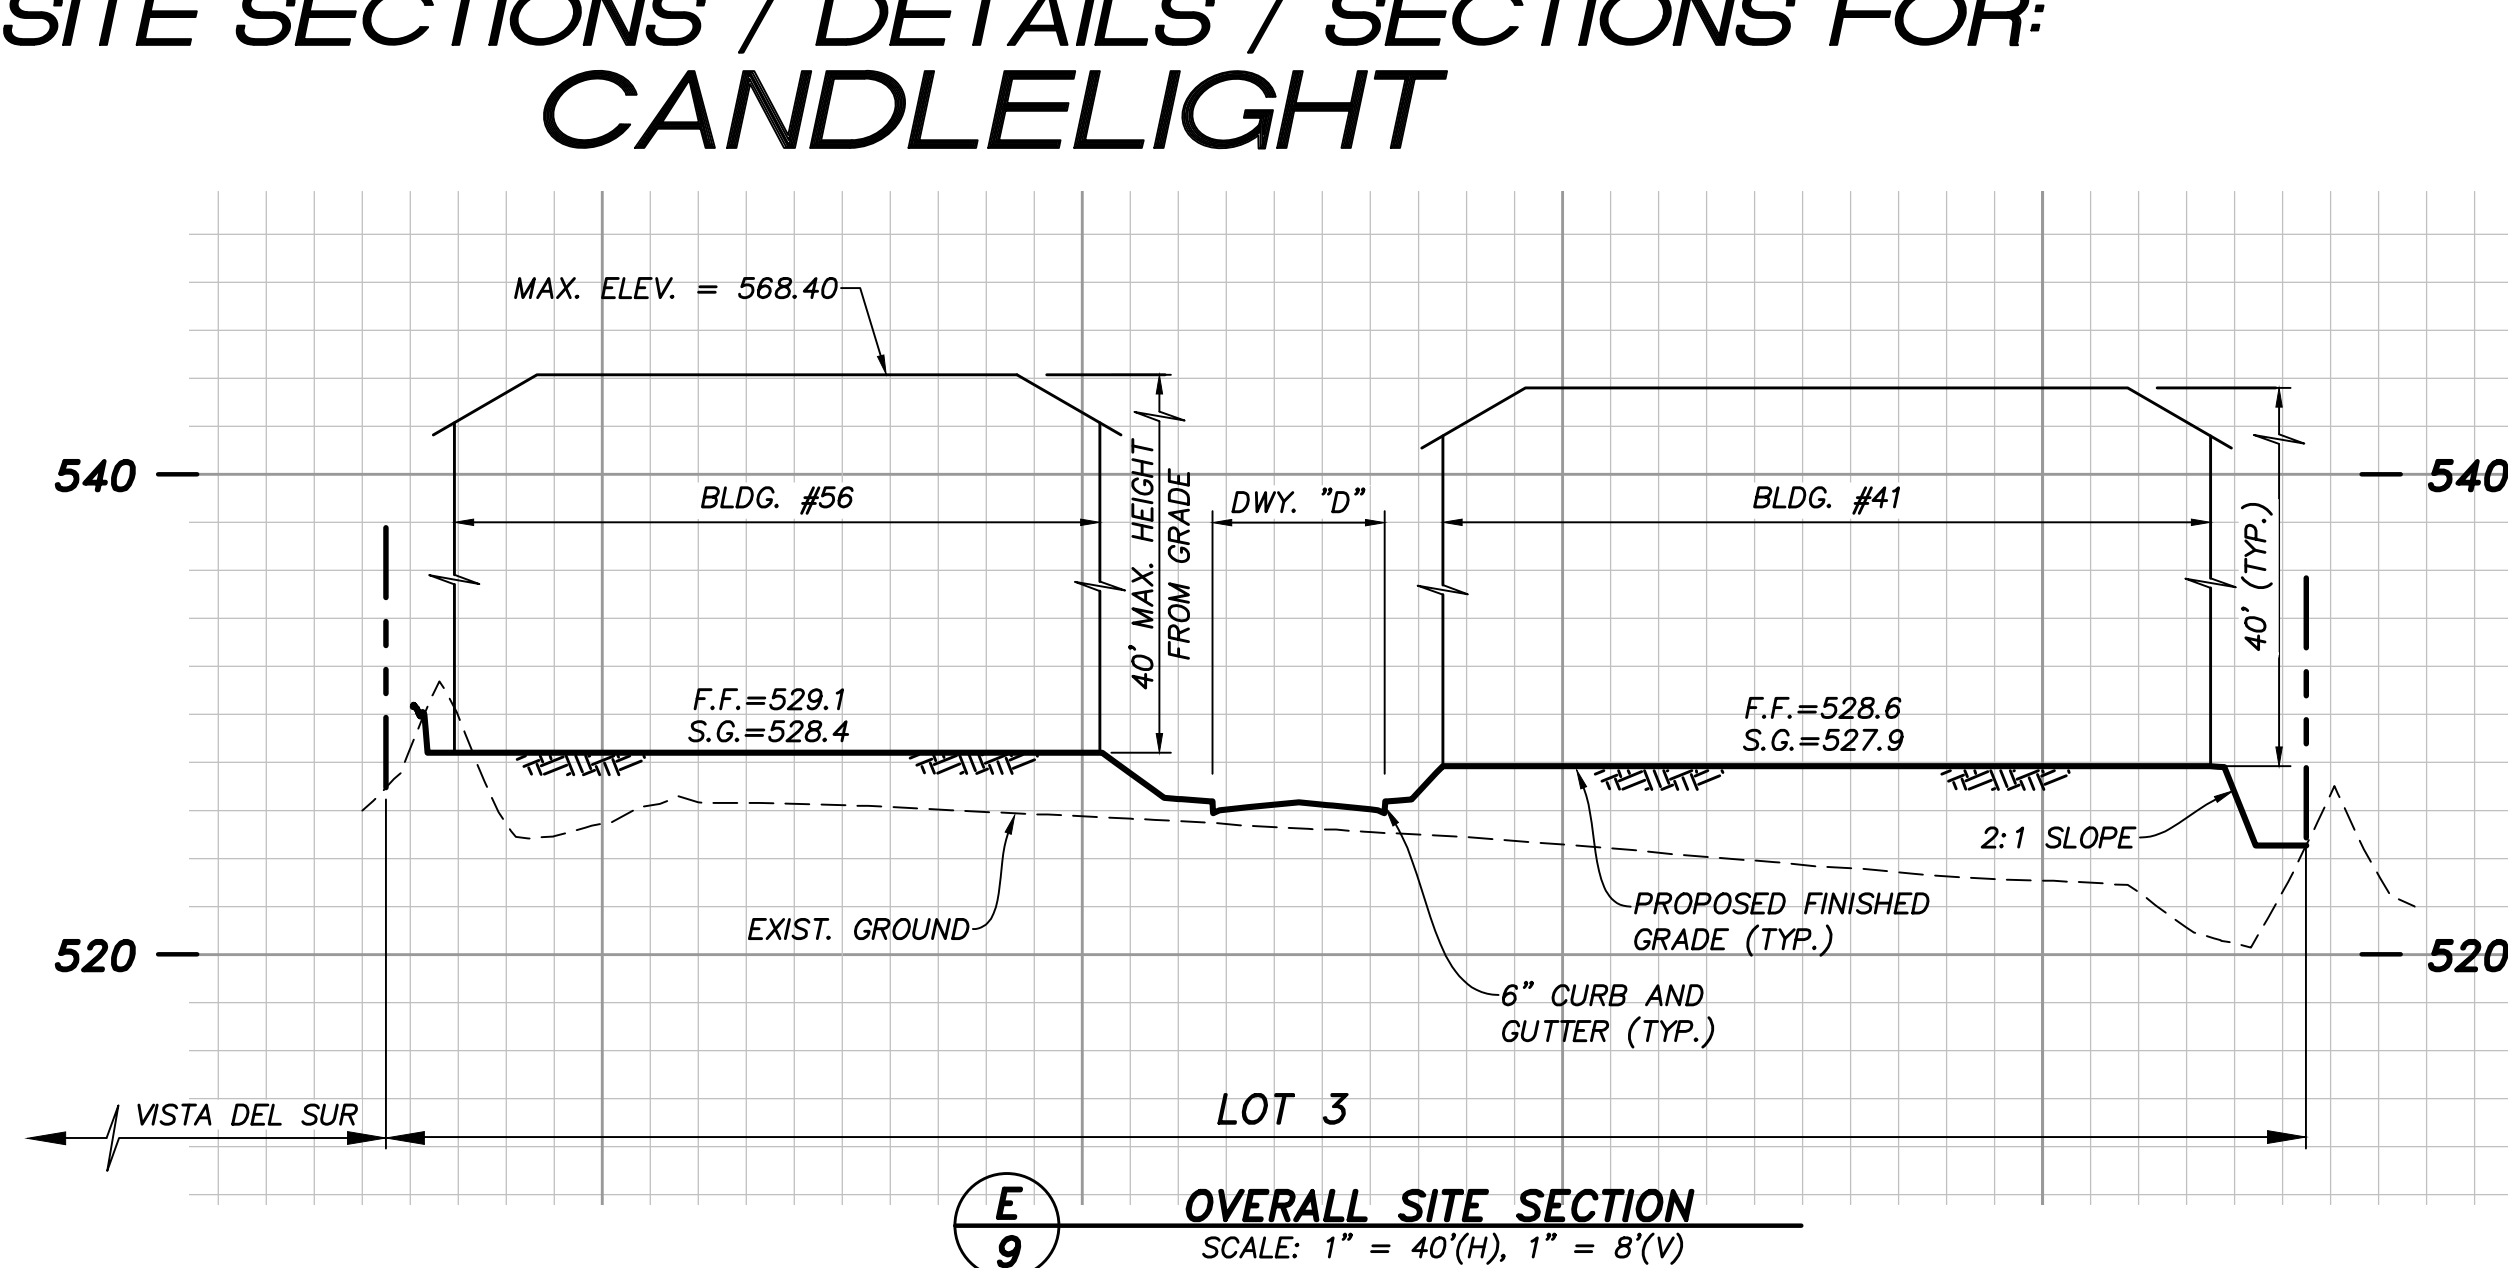 SITE SECTIONS / DETAILS / SECTIONS FOR:
CANDLELIGHT
MAX. ELEV. = 568.40
540
540
BLDG. #56
40' MAX. HEIGHT
FROM GRADE
DWY. "D"
BLDG. #41
40' (TYP.)
F.F.=529.1
S.G.=528.4
F.F.=528.6
S.G.=527.9
2:1 SLOPE
EXIST. GROUND
PROPOSED FINISHED
GRADE (TYP.)
520
520
6" CURB AND
GUTTER (TYP.)
VISTA DEL SUR
LOT 3
E
9
OVERALL SITE SECTION
SCALE: 1" = 40'(H), 1" = 8'(V)